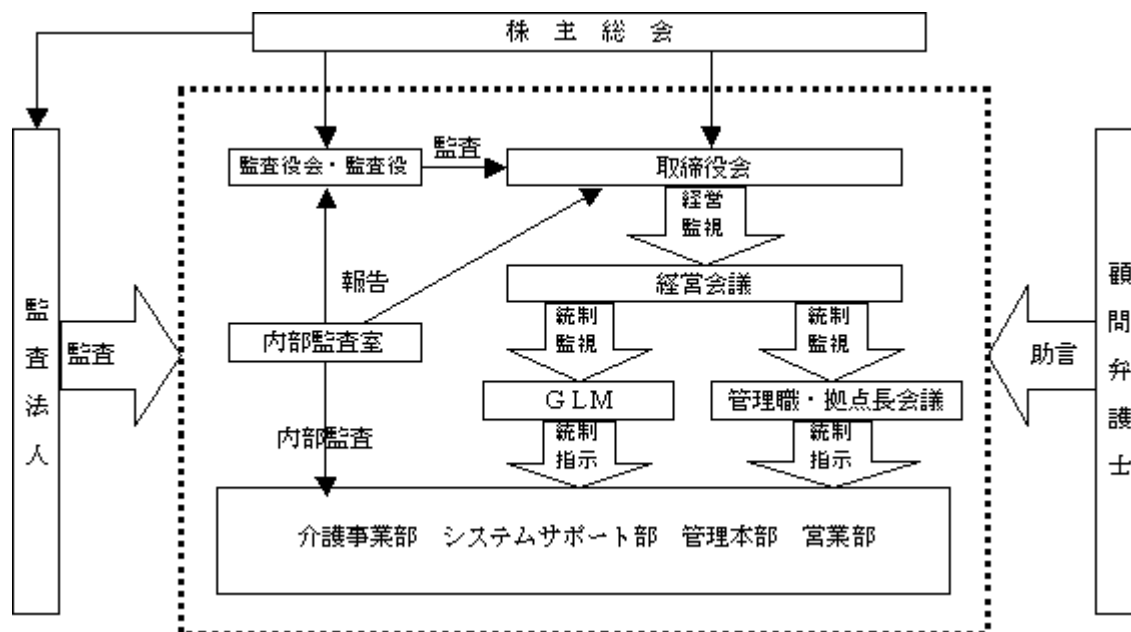 株主総会
監査役会・監査役
監査
取締役会
経営
監視
報告
経営会議
内部監査室
統制
監視
統制
監視
監査法人
監査
助言
顧問弁護士
GLM
管理職・拠点長会議
内部監査
統制
指示
統制
指示
介護事業部 システムサポート部 管理本部 営業部